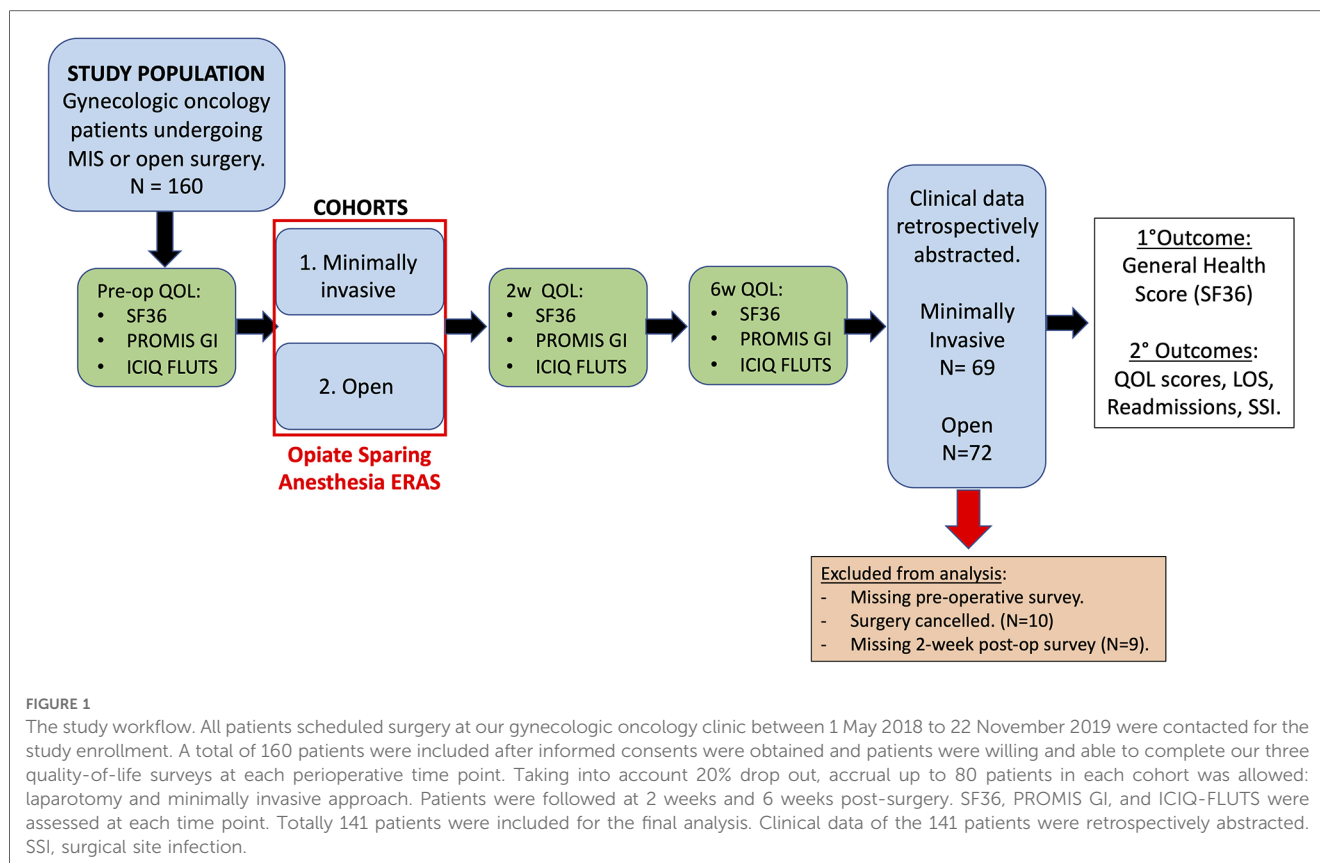 STUDY POPULATION
Gynecologic oncology
patients undergoing
MIS or open surgery.
N = 160
Pre-op QOL:
• SF36
• PROMIS GI
• ICIQ FLUTS
COHORTS
1. Minimally
invasive
2. Open
Opiate Sparing
Anesthesia ERAS
2w QOL:
• SF36
• PROMIS GI
• ICIQ FLUTS
6w QOL:
• SF36
• PROMIS GI
• ICIQ FLUTS
Clinical data
retrospectively
abstracted.
Minimally
Invasive
N= 69
Open
N=72
1°Outcome:
General Health
Score (SF36)
2° Outcomes:
QOL scores, LOS,
Readmissions, SSI.
Excluded from analysis:
- Missing pre-operative survey.
- Surgery cancelled. (N=10)
- Missing 2-week post-op survey (N=9).
FIGURE 1
The study workflow. All patients scheduled surgery at our gynecologic oncology clinic between 1 May 2018 to 22 November 2019 were contacted for the
study enrollment. A total of 160 patients were included after informed consents were obtained and patients were willing and able to complete our three
quality-of-life surveys at each perioperative time point. Taking into account 20% drop out, accrual up to 80 patients in each cohort was allowed:
laparotomy and minimally invasive approach. Patients were followed at 2 weeks and 6 weeks post-surgery. SF36, PROMIS GI, and ICIQ-FLUTS were
assessed at each time point. Totally 141 patients were included for the final analysis. Clinical data of the 141 patients were retrospectively abstracted.
SSI, surgical site infection.